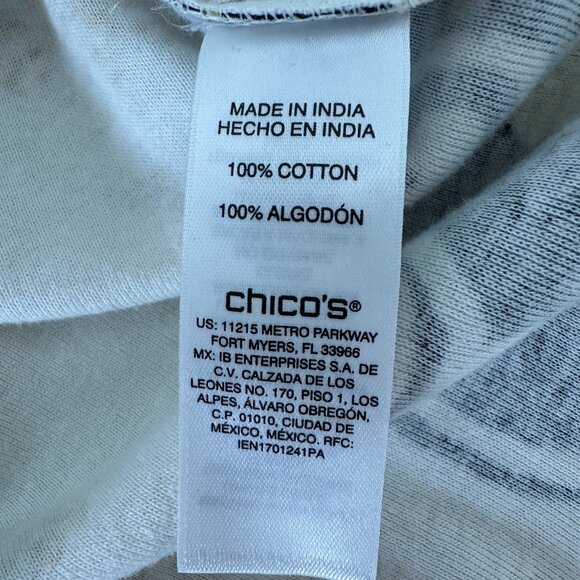 MADE IN INDIA
HECHO EN INDIA
100% COTTON
100% ALGODÓN
chico's®
US: 11215 METRO PARKWAY
FORT MYERS, FL 33966
MX: IB ENTERPRISES S.A. DE
C.V. CALZADA DE LOS
LEONES NO. 170, PISO 1, LOS
ALPES, ÁLVARO OBREGÓN,
C.P. 01010, CIUDAD DE
MÉXICO, MÉXICO. RFC:
IEN1701241PA